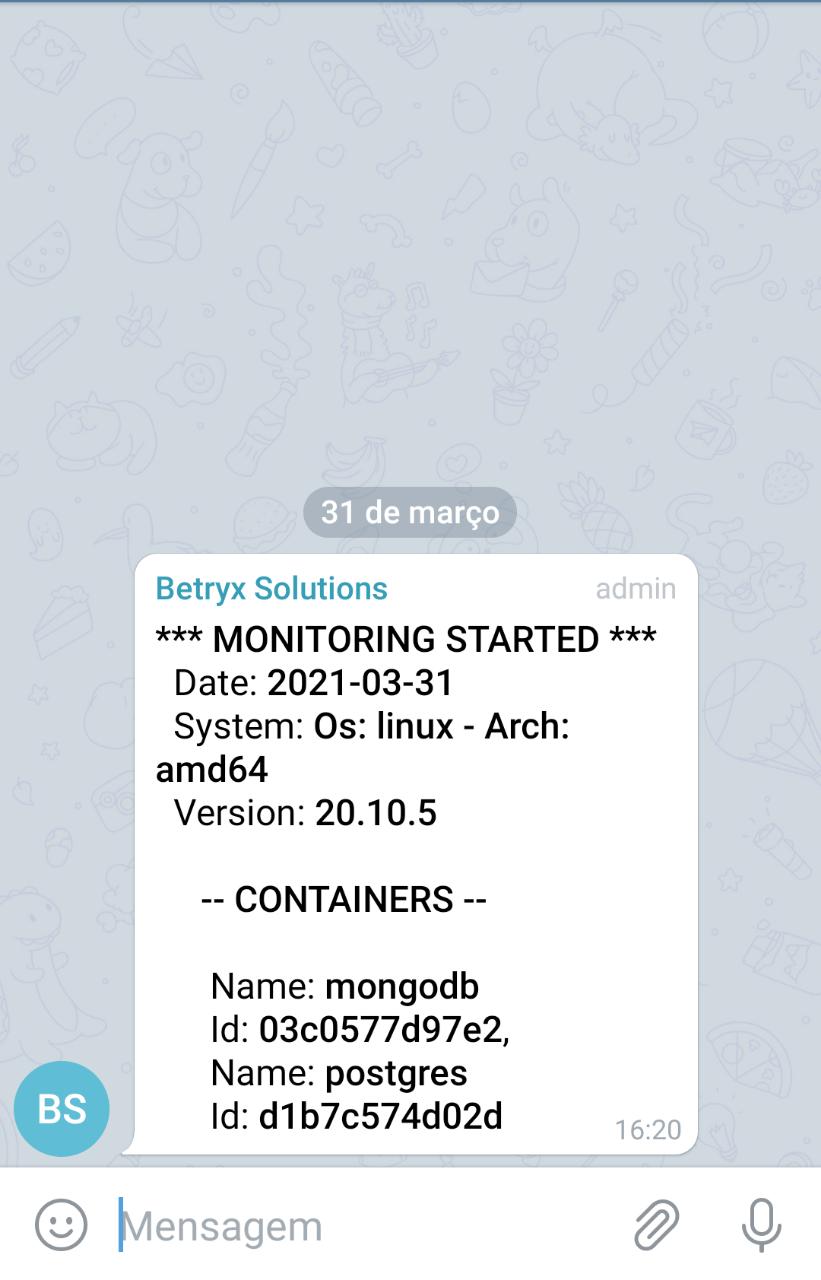 31 de março
Betryx Solutions admin
*** MONITORING STARTED ***
Date: 2021-03-31
System: Os: linux - Arch:
amd64
Version: 20.10.5
-- CONTAINERS --
Name: mongodb
Id: 03c0577d97e2,
Name: postgres
Id: d1b7c574d02d
16:20
BS
Mensagem